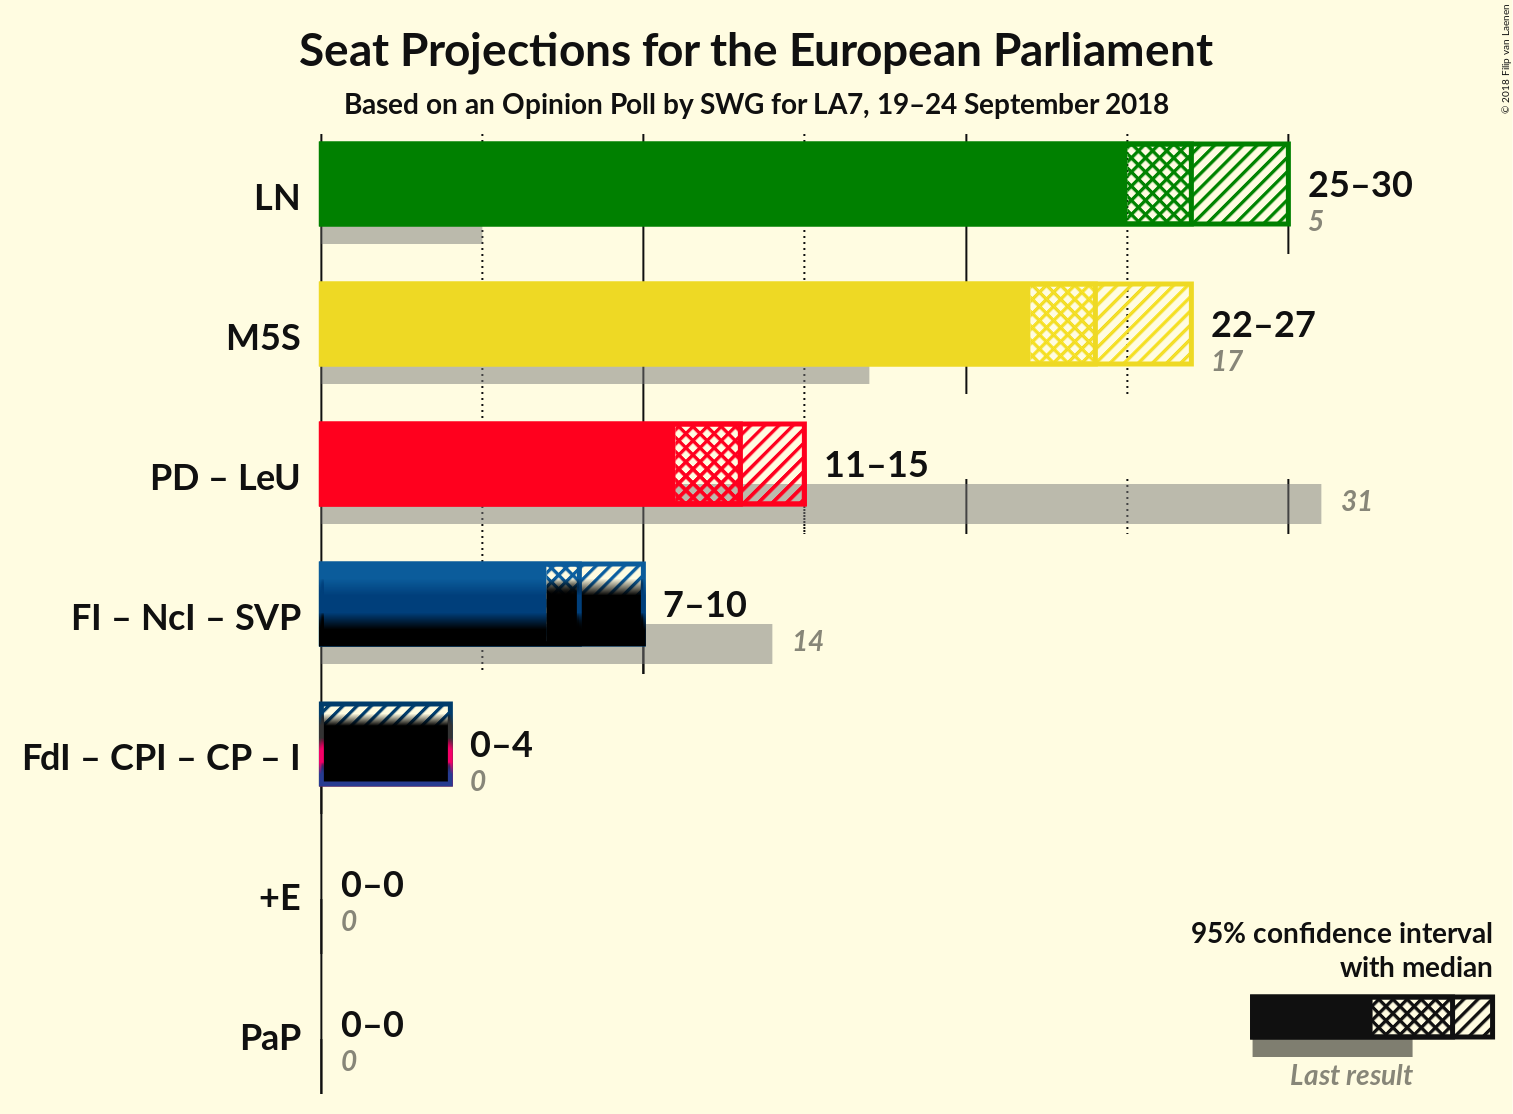 Seat Projections for the European Parliament
Based on an Opinion Poll by SWG for LA7, 19–24 September 2018
© 2018 Filip van Laenen
LN
25–30
5
M5S
22–27
17
PD – LeU
11–15
31
FI – NcI – SVP
7–10
14
FdI – CPI – CP – I
0–4
0
+E
0–0
0
PaP
0–0
0
95% confidence interval
with median
Last result